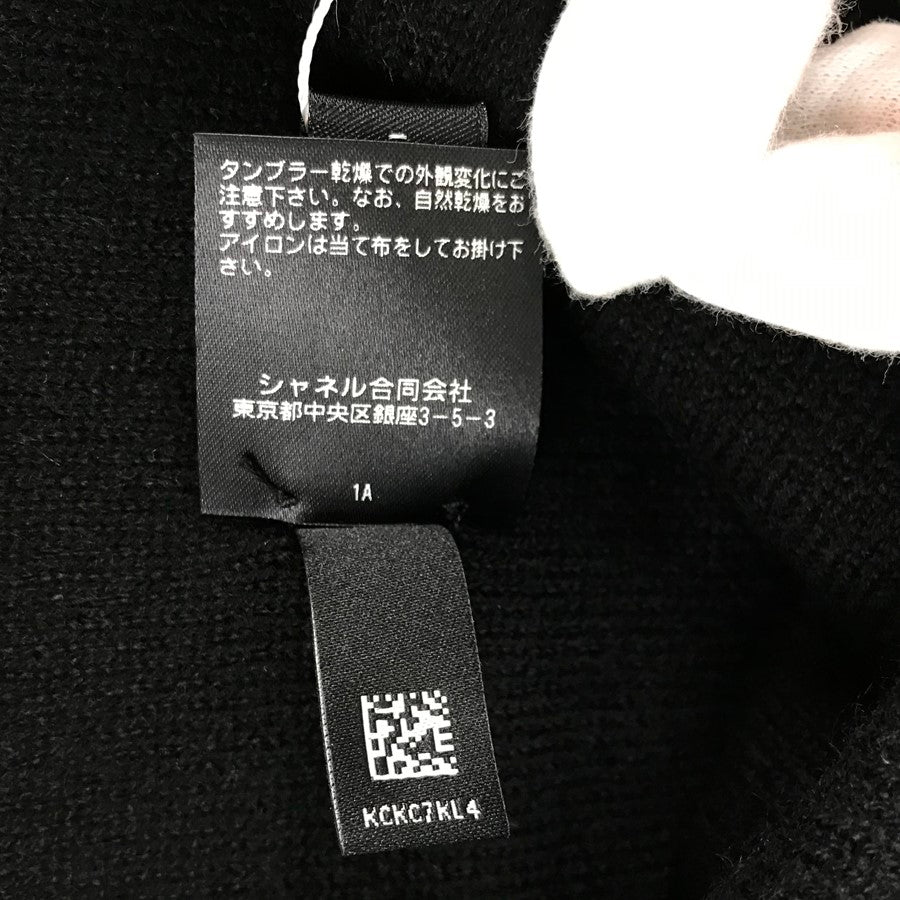 タンブラー乾燥での外観変化にご
注意下さい。なお、自然乾燥をお
すすめします。
アイロンは当て布をしてお掛け下
さい。
シャネル合同会社
東京都中央区銀座3-5-3
1A
KCKC7KL4